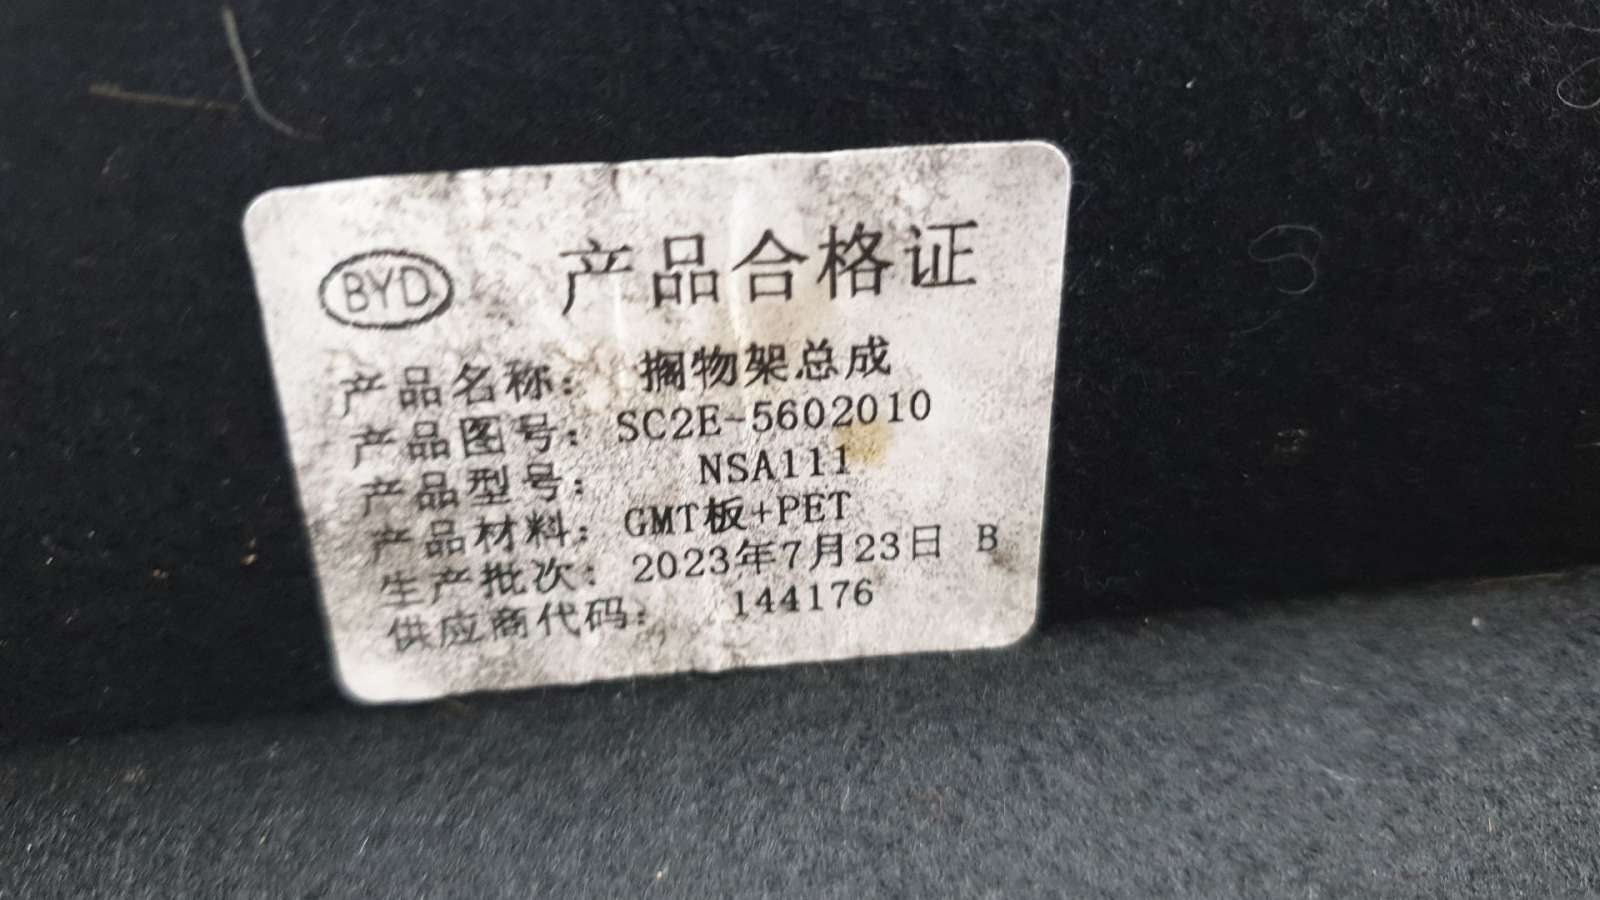 BYD 产品合格证
产品名称: 搁物架总成
产品图号: SC2E-5602010
产品型号: NSA111
产品材料: GMT板+PET
生产批次: 2023年7月23日 B
供应商代码: 144176